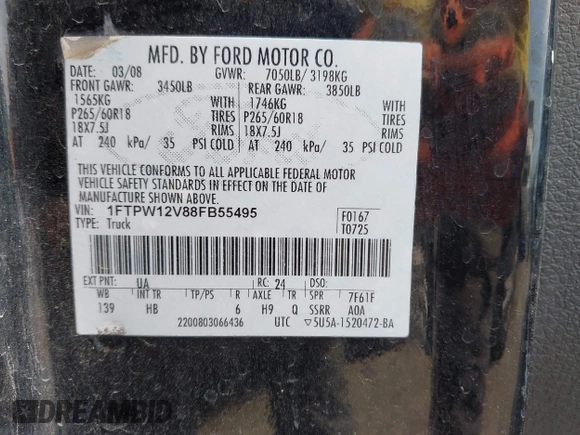 MFD. BY FORD MOTOR CO.
DATE: 03/08 GVWR: 7050LB/ 3198KG
FRONT GAWR: 3450LB REAR GAWR: 3850LB
1565KG WITH 1746KG WITH
P265/60R18 TIRES P265/60R18 TIRES
18X7.5J RIMS 18X7.5J RIMS
AT 240 kPa/ 35 PSI COLD AT 240 kPa/ 35 PSI COLD
THIS VEHICLE CONFORMS TO ALL APPLICABLE FEDERAL MOTOR
VEHICLE SAFETY STANDARDS IN EFFECT ON THE DATE OF
MANUFACTURE SHOWN ABOVE.
VIN: 1FTPW12V88FB55495 F0167
TYPE: Truck T0725
EXT PNT: UA RC: 24 DSO:
WB INT TR TP/PS R AXLE TR SPR 7F61F
139 HB 6 H9 Q SSRR A0A
2200803066436 UTC ▽5U5A-1520472-BA
DREAMBID